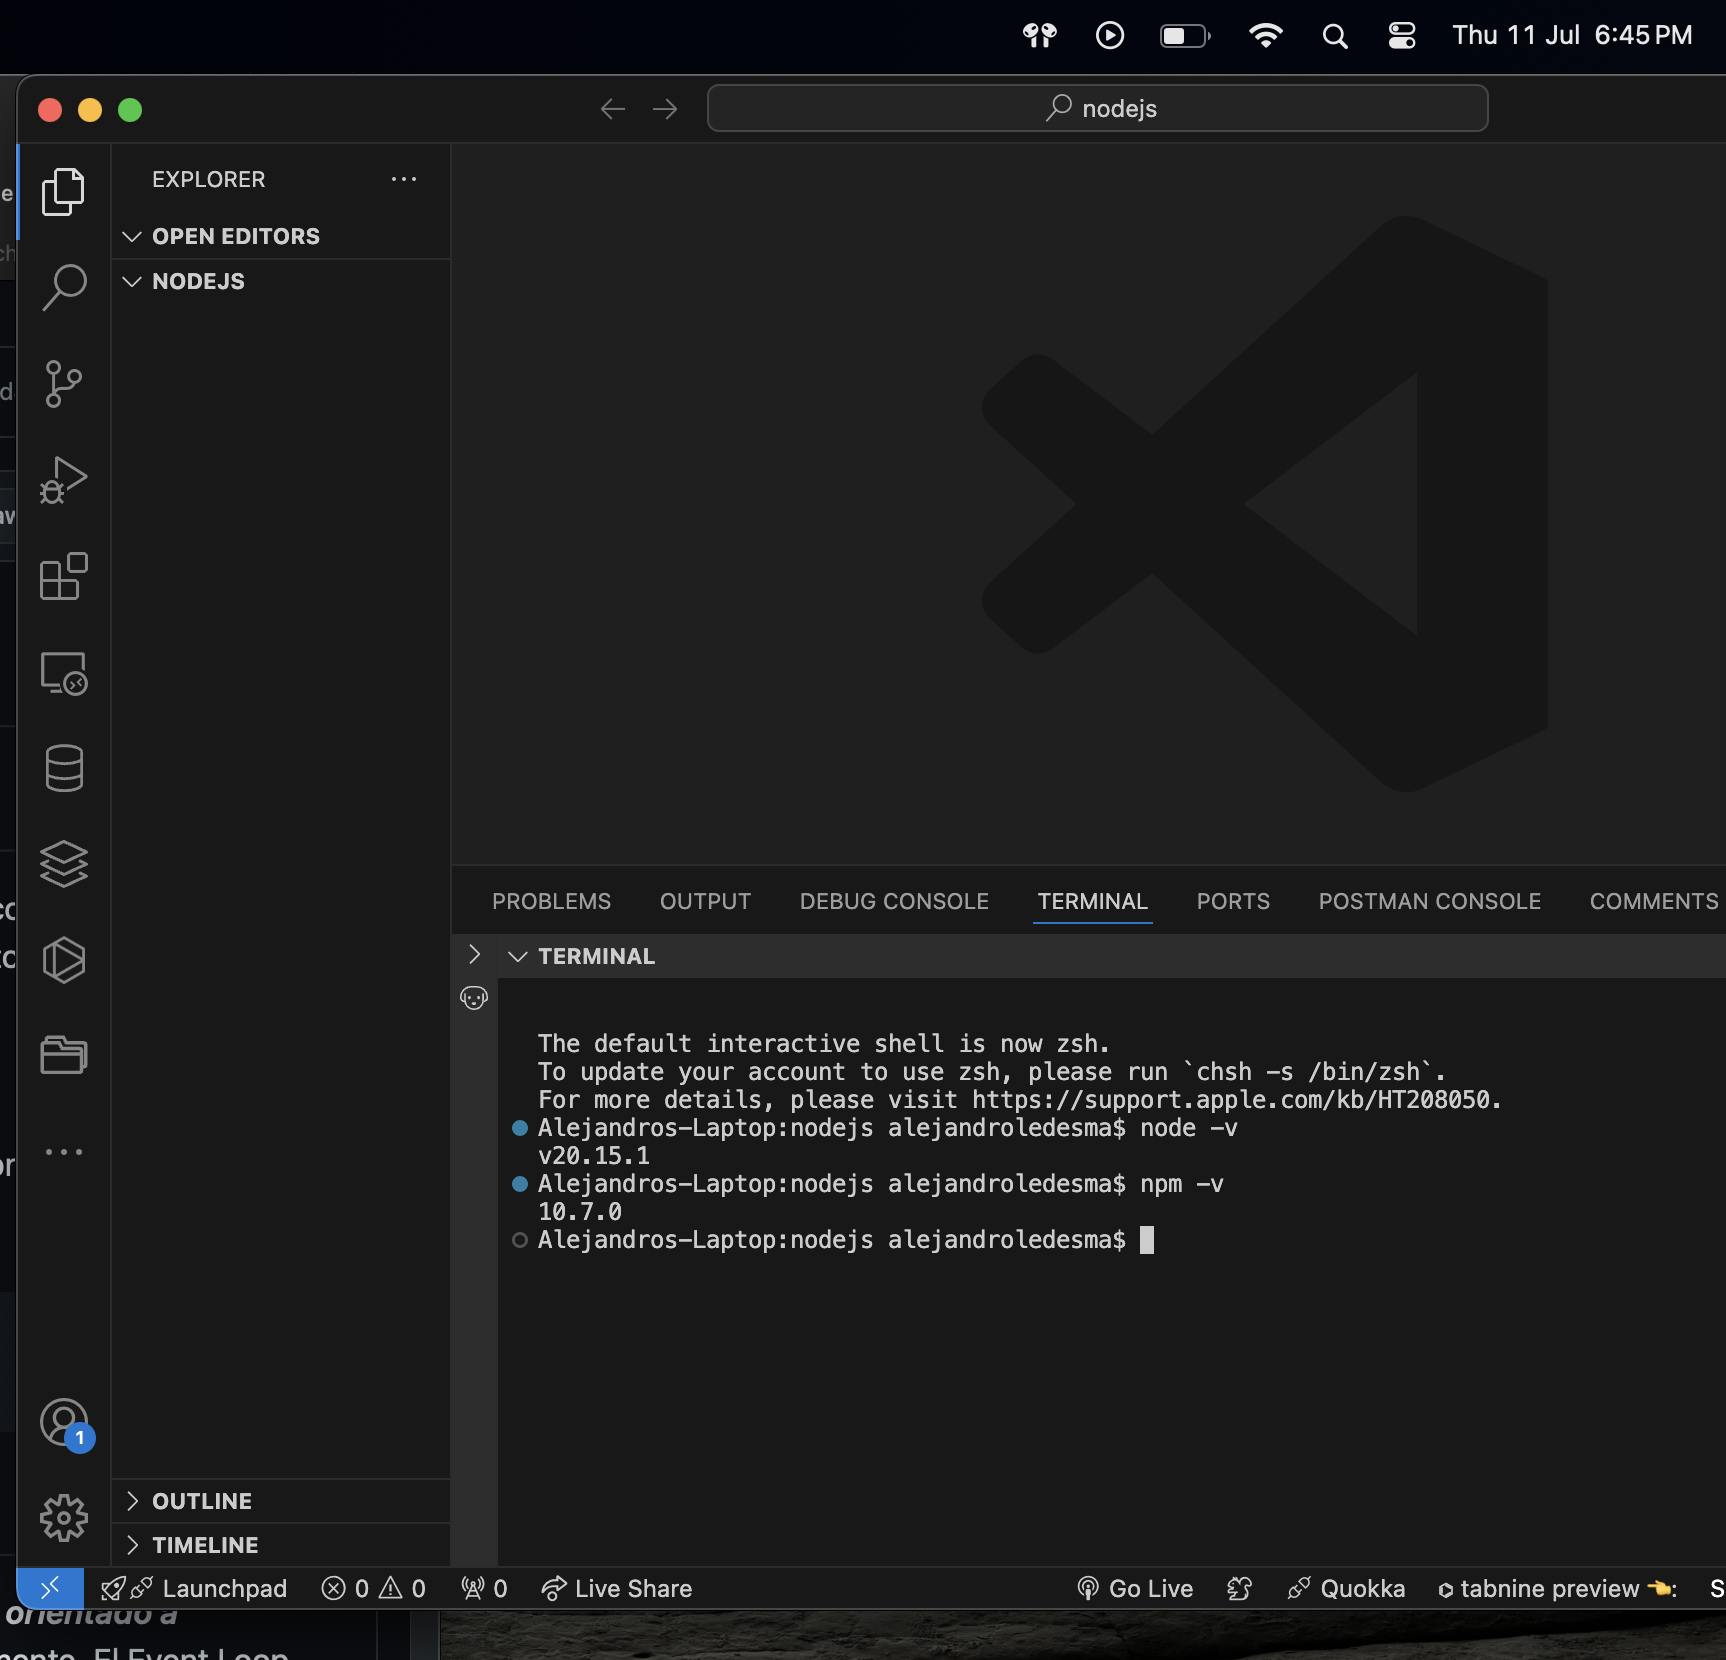 Thu 11 Jul 6:45 PM
nodejs
EXPLORER
OPEN EDITORS
NODEJS
PROBLEMS OUTPUT DEBUG CONSOLE TERMINAL PORTS POSTMAN CONSOLE COMMENTS
TERMINAL
The default interactive shell is now zsh.
To update your account to use zsh, please run `chsh -s /bin/zsh`.
For more details, please visit https://support.apple.com/kb/HT208050.
Alejandros-Laptop:nodejs alejandroledesma$ node -v
v20.15.1
Alejandros-Laptop:nodejs alejandroledesma$ npm -v
10.7.0
Alejandros-Laptop:nodejs alejandroledesma$
1
OUTLINE
TIMELINE
Launchpad 0 0 0 Live Share Go Live Quokka tabnine preview 👈:
orientado a
El Event Loop